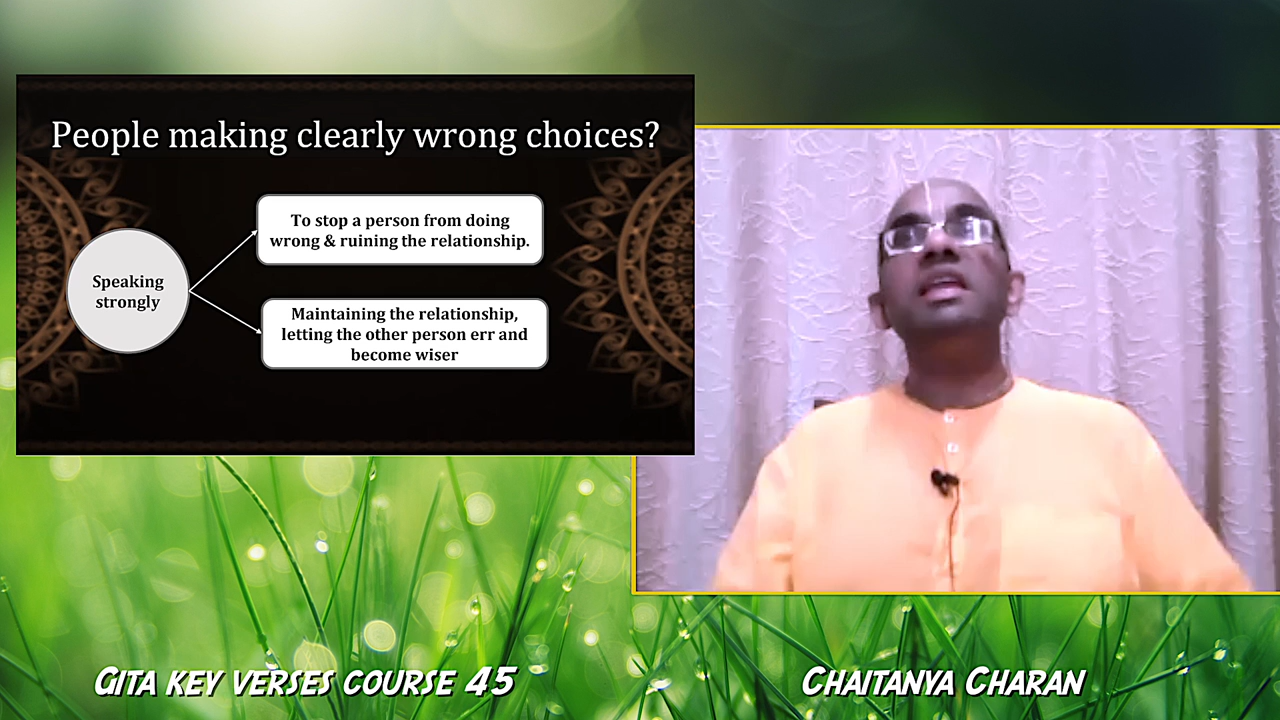 People making clearly wrong choices?
Speaking
strongly
To stop a person from doing
wrong & ruining the relationship.
Maintaining the relationship,
letting the other person err and
become wiser
Gita key verses course 45
Chaitanya Charan